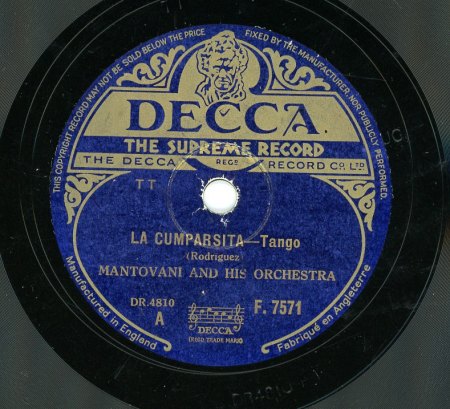 THIS COPYRIGHT RECORD MAY NOT BE SOLD BELOW THE PRICE
FIXED BY THE MANUFACTURER, NOR PUBLICLY PERFORMED.
DECCA
THE SUPREME RECORD
THE DECCA REGD RECORD CO. LTD.
TT
LA CUMPARSITA—Tango
(Rodriguez)
MANTOVANI AND HIS ORCHESTRA
DR.4810
A
F. 7571
DECCA
(REGD TRADE MARK)
Manufactured in England
Fabriqué en Angleterre